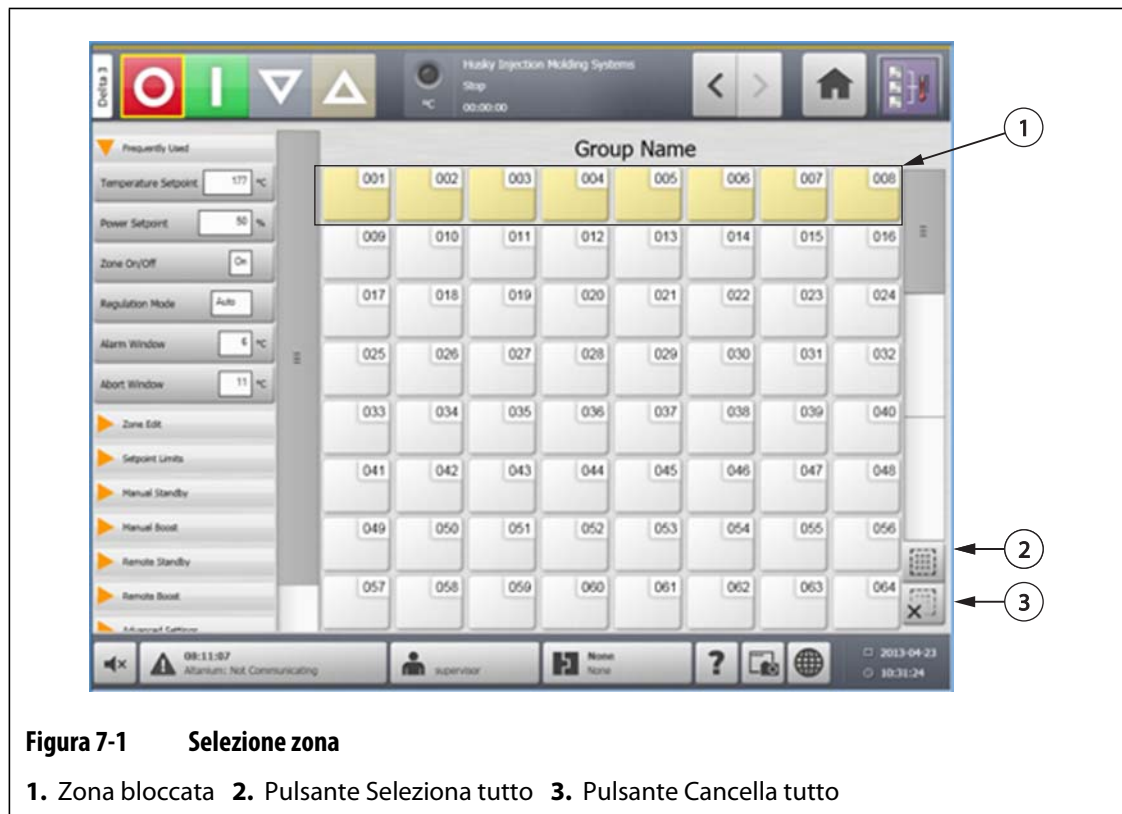 Delta 3
Husky Injection Molding Systems
Stop
°C 00:00:00
Frequently Used
Temperature Setpoint 177 °C
Power Setpoint 50 %
Zone On/Off On
Regulation Mode Auto
Alarm Window 6 °C
Abort Window 11 °C
Zone Edit
Setpoint Limits
Manual Standby
Manual Boost
Remote Standby
Remote Boost
Advanced Settings
Group Name
001 002 003 004 005 006 007 008
009 010 011 012 013 014 015 016
017 018 019 020 021 022 023 024
025 026 027 028 029 030 031 032
033 034 035 036 037 038 039 040
041 042 043 044 045 046 047 048
049 050 051 052 053 054 055 056
057 058 059 060 061 062 063 064
1
2
3
08:11:07
Altanium: Not Communicating
supervisor
None
None
?
2013-04-23
10:31:24
Figura 7-1 Selezione zona
1. Zona bloccata 2. Pulsante Seleziona tutto 3. Pulsante Cancella tutto